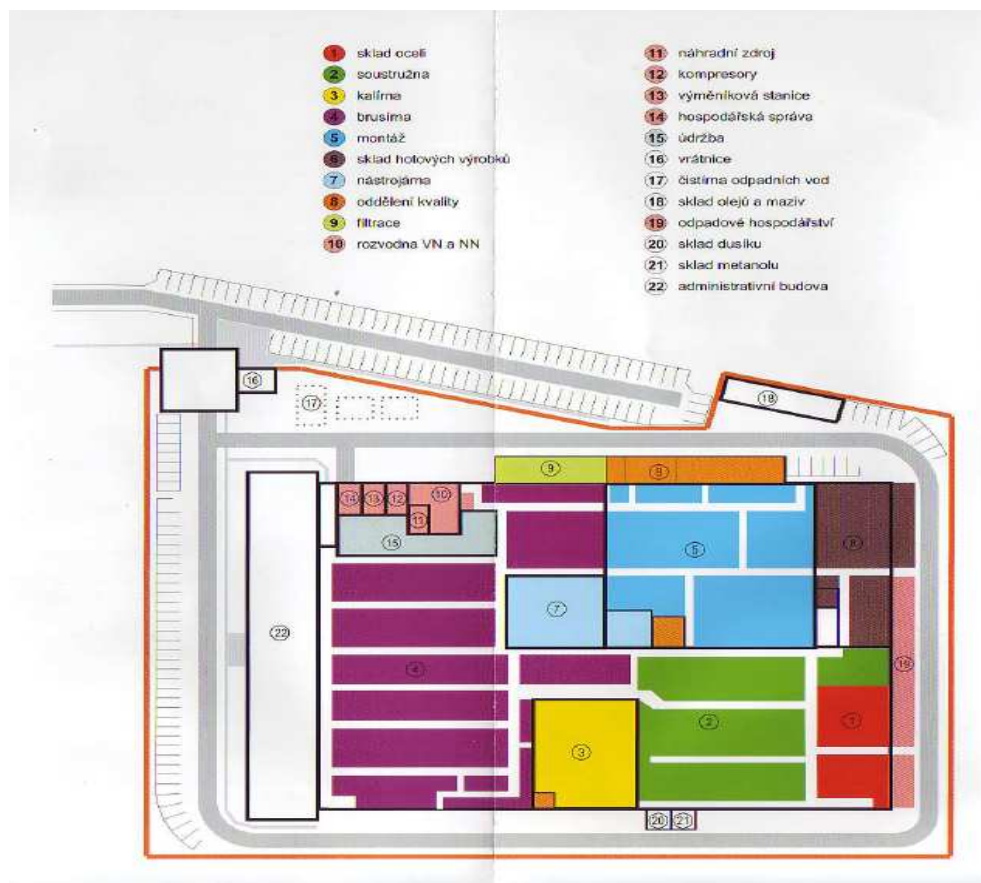 1 sklad oceli
2 soustružna
3 kalírna
4 brusírna
5 montáž
6 sklad hotových výrobků
7 nástrojárna
8 oddělení kvality
9 filtrace
10 rozvodna VN a NN
11 náhradní zdroj
12 kompresory
13 výměníková stanice
14 hospodářská správa
15 údržba
16 vrátnice
17 čistírna odpadních vod
18 sklad olejů a maziv
19 odpadové hospodářství
20 sklad dusíku
21 sklad metanolu
22 administrativní budova
16
17
18
9
8
14
13
12
10
11
15
5
6
7
22
4
19
3
2
1
20
21